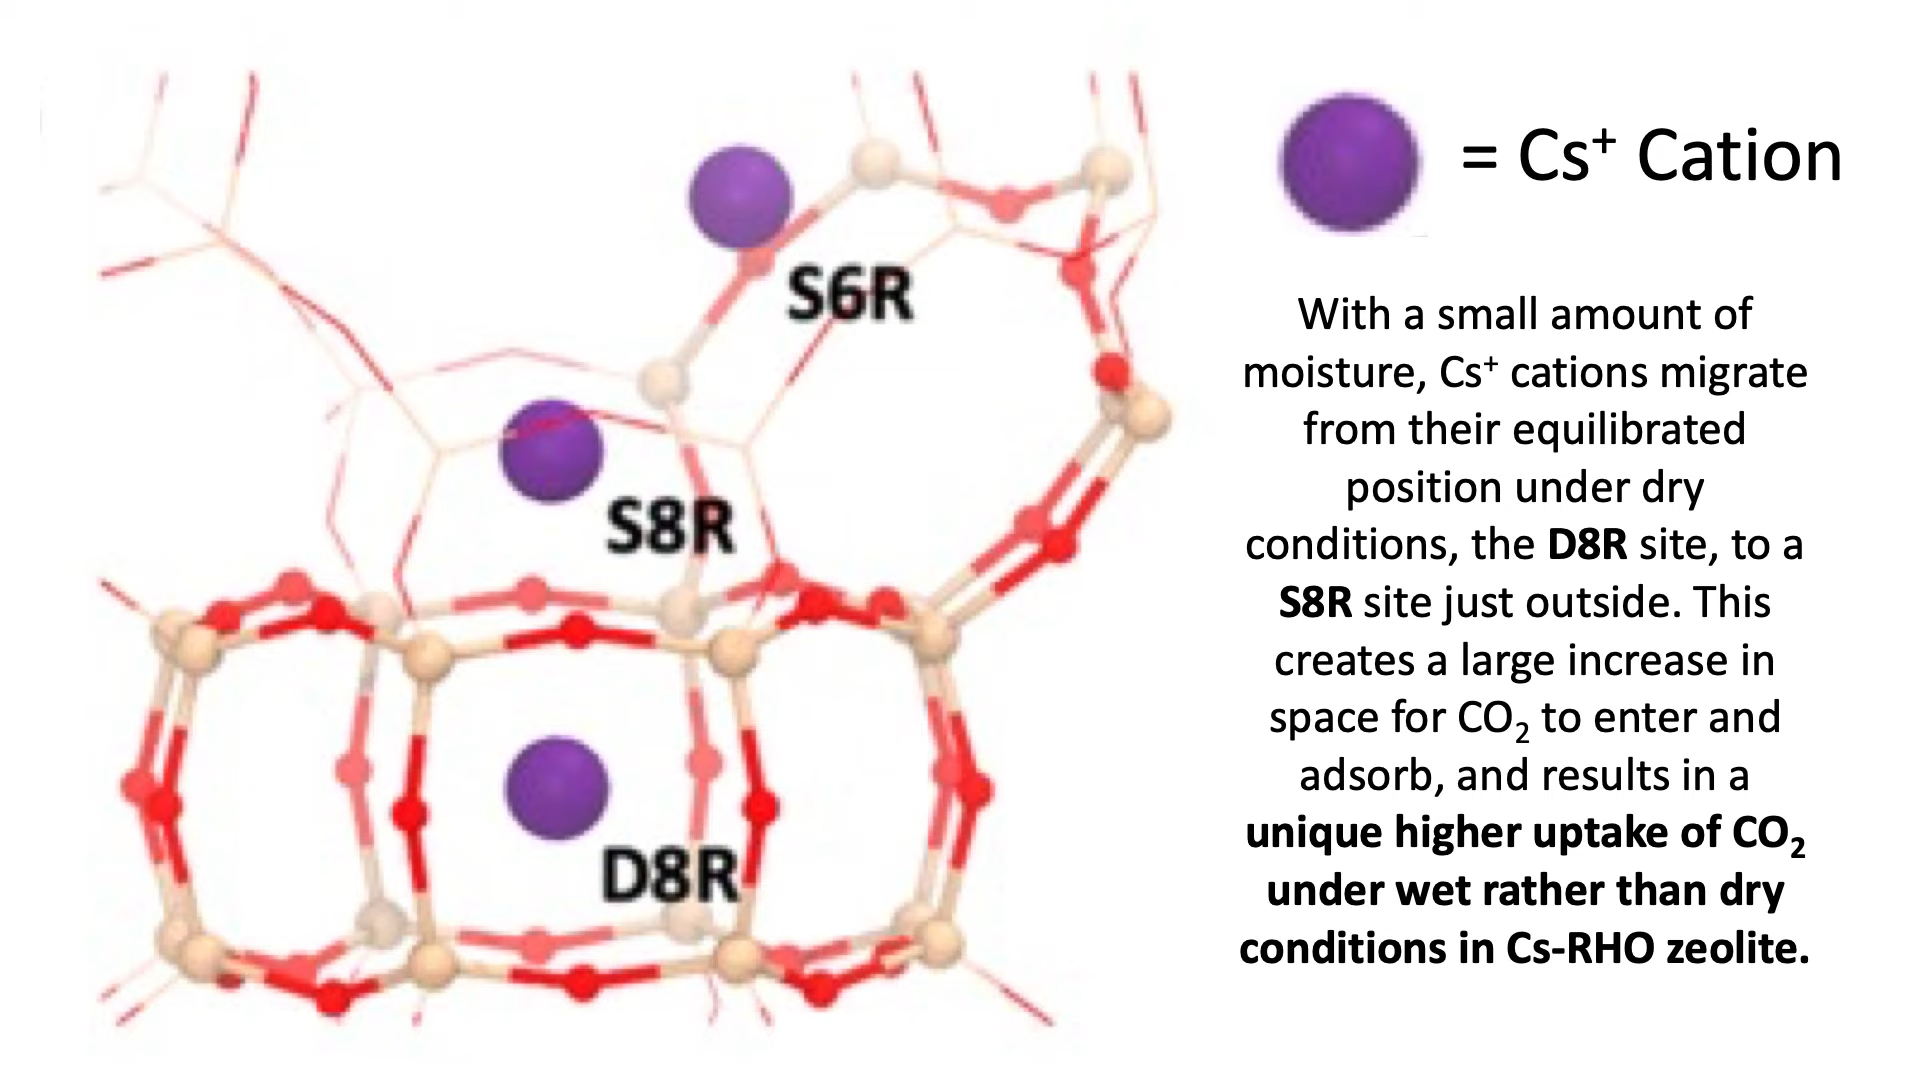 = Cs⁺ Cation
S6R
S8R
D8R
With a small amount of
moisture, Cs⁺ cations migrate
from their equilibrated
position under dry
conditions, the D8R site, to a
S8R site just outside. This
creates a large increase in
space for CO₂ to enter and
adsorb, and results in a
unique higher uptake of CO₂
under wet rather than dry
conditions in Cs-RHO zeolite.